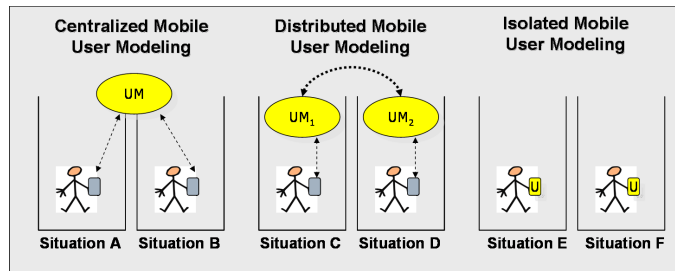 Centralized Mobile
User Modeling
Distributed Mobile
User Modeling
Isolated Mobile
User Modeling
UM
UM1
UM2
U
U
Situation A
Situation B
Situation C
Situation D
Situation E
Situation F